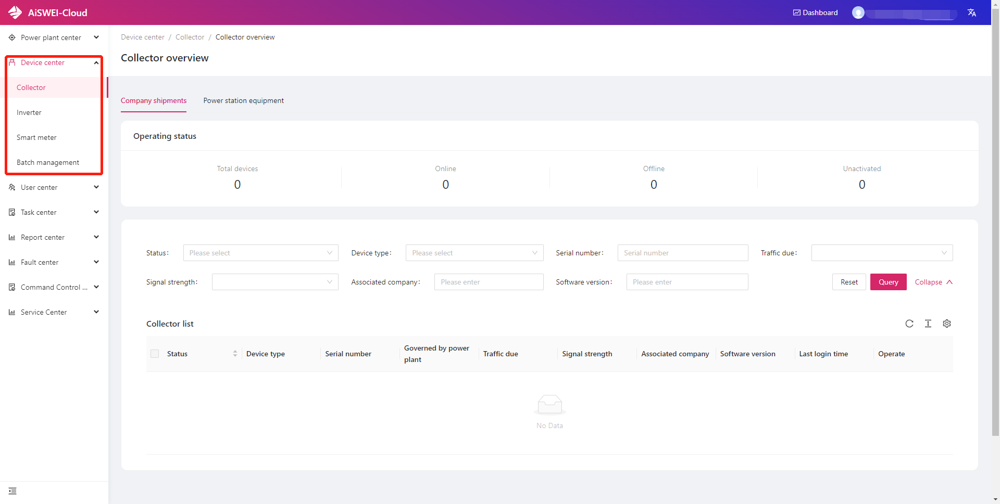 AiSWEI-Cloud
Dashboard
Power plant center
Device center
Collector
Inverter
Smart meter
Batch management
User center
Task center
Report center
Fault center
Command Control ...
Service Center
Device center / Collector / Collector overview
Collector overview
Company shipments
Power station equipment
Operating status
Total devices
0
Online
0
Offline
0
Unactivated
0
Status:
Please select
Device type:
Please select
Serial number:
Serial number
Traffic due:
Signal strength:
Associated company:
Please enter
Software version:
Please enter
Reset
Query
Collapse
Collector list
Status
Device type
Serial number
Governed by power
plant
Traffic due
Signal strength
Associated company
Software version
Last login time
Operate
No Data